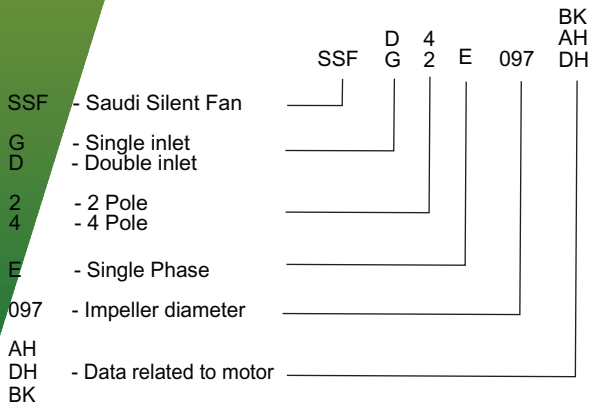 BK
D 4 AH
SSF G 2 E 097 DH
SSF - Saudi Silent Fan
G - Single inlet
D - Double inlet
2 - 2 Pole
4 - 4 Pole
E - Single Phase
097 - Impeller diameter
AH
DH - Data related to motor
BK